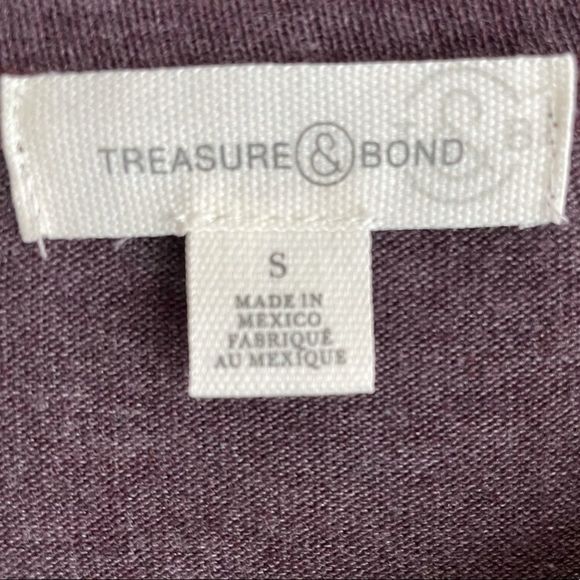 TREASURE & BOND
S
MADE IN
MEXICO
FABRIQUÉ
AU MEXIQUE